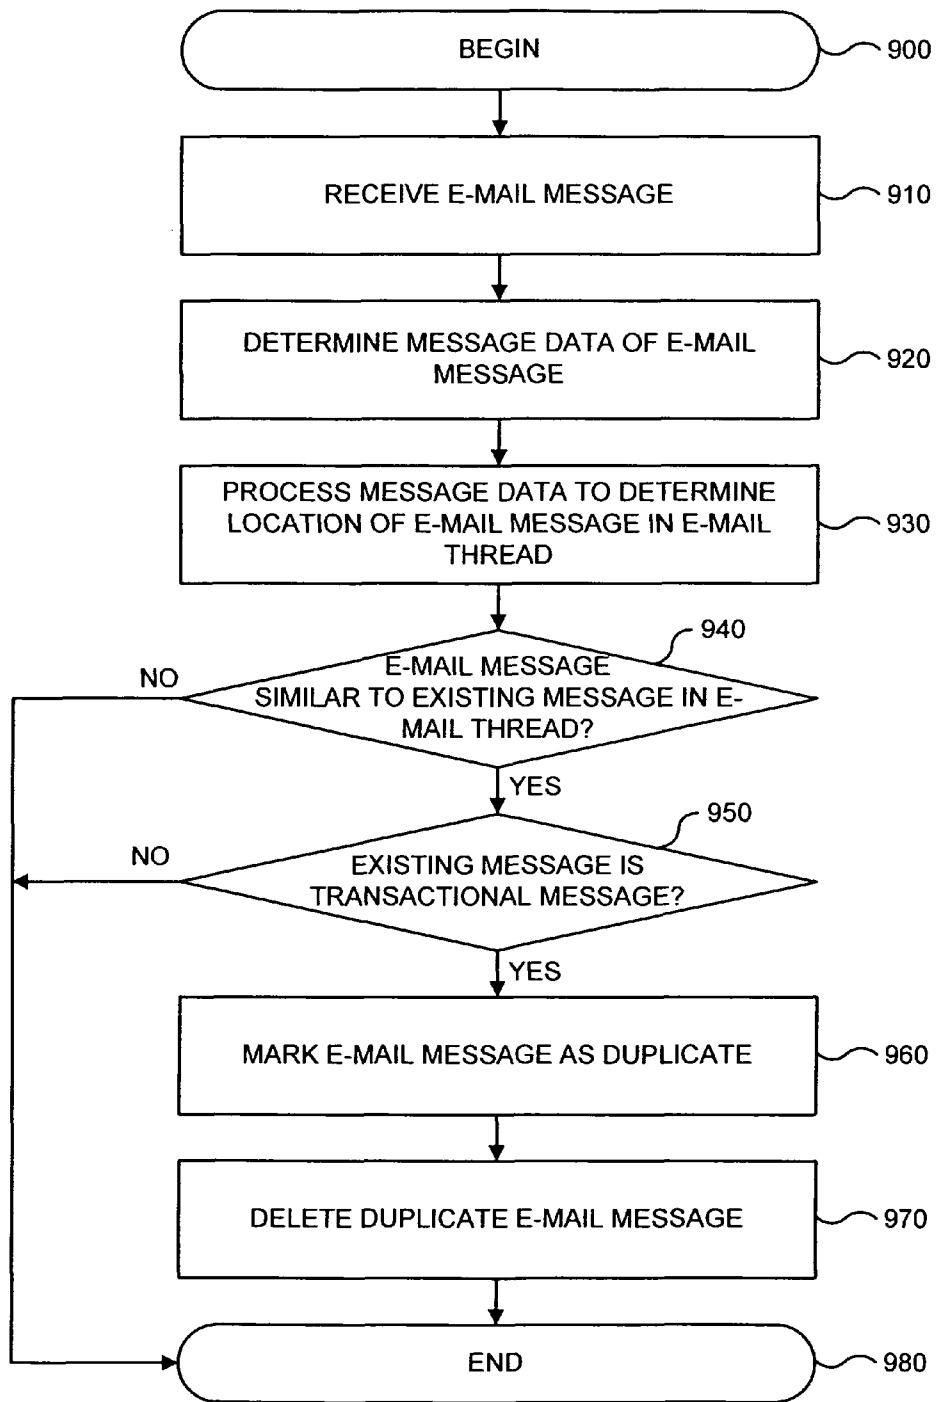 BEGIN
900
RECEIVE E-MAIL MESSAGE
910
DETERMINE MESSAGE DATA OF E-MAIL
MESSAGE
920
PROCESS MESSAGE DATA TO DETERMINE
LOCATION OF E-MAIL MESSAGE IN E-MAIL
THREAD
930
940
NO
E-MAIL MESSAGE
SIMILAR TO EXISTING MESSAGE IN E-
MAIL THREAD?
YES
950
NO
EXISTING MESSAGE IS
TRANSACTIONAL MESSAGE?
YES
MARK E-MAIL MESSAGE AS DUPLICATE
960
DELETE DUPLICATE E-MAIL MESSAGE
970
END
980